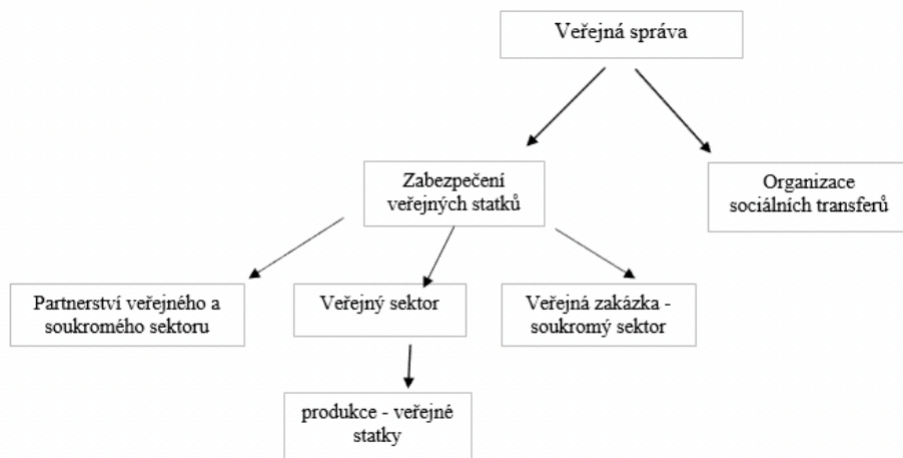 Veřejná správa
Zabezpečení
veřejných statků
Organizace
sociálních transferů
Partnerství veřejného a
soukromého sektoru
Veřejný sektor
Veřejná zakázka -
soukromý sektor
produkce - veřejné
statky